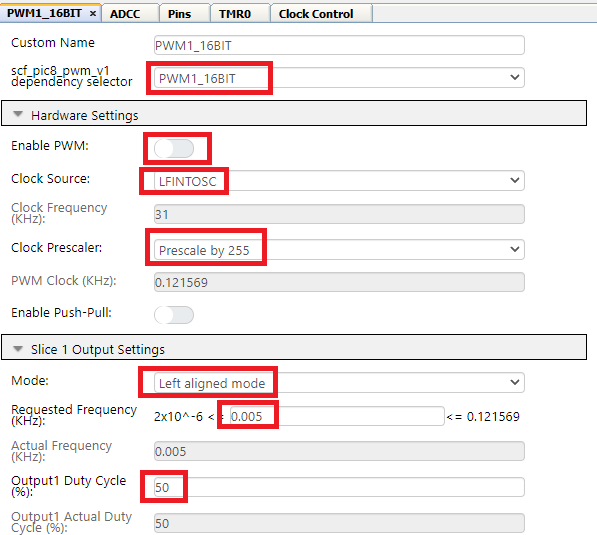 PWM1_16BIT × ADCC Pins TMR0 Clock Control
Custom Name PWM1_16BIT
scf_pic8_pwm_v1
dependency selector PWM1_16BIT
Hardware Settings
Enable PWM:
Clock Source: LFINTOSC
Clock Frequency
(KHz): 31
Clock Prescaler: Prescale by 255
PWM Clock (KHz): 0.121569
Enable Push-Pull:
Slice 1 Output Settings
Mode: Left aligned mode
Requested Frequency
(KHz): 2x10^-6 <= 0.005 <= 0.121569
Actual Frequency
(KHz): 0.005
Output1 Duty Cycle
(%): 50
Output1 Actual Duty
Cycle (%): 50